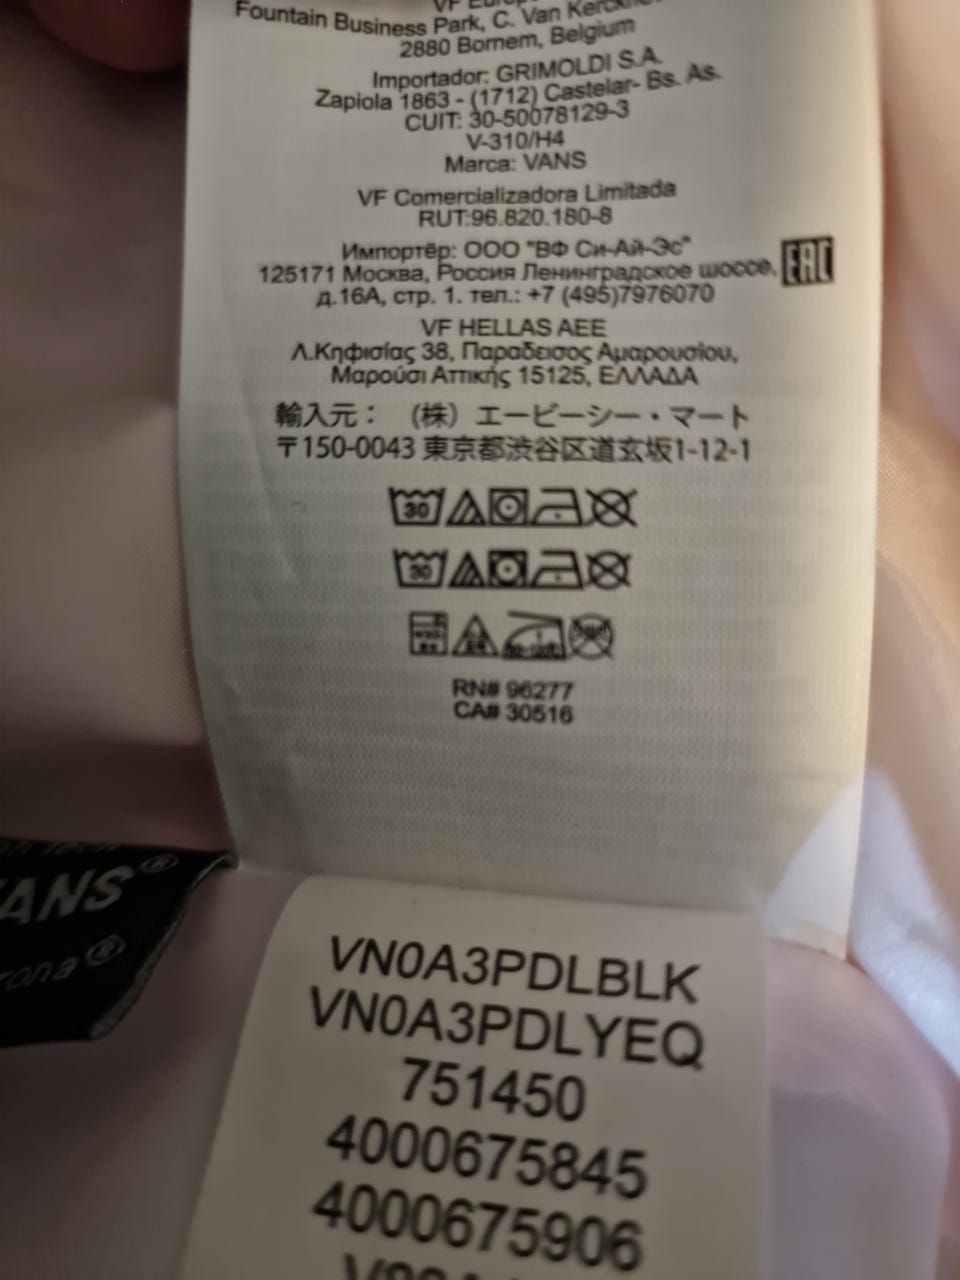 VF
Fountain Business Park, C. Van
2880 Bornem, Belgium
Importador: GRIMOLDI S.A.
Zapiola 1863 - (1712) Castelar- Bs. As.
CUIT: 30-50078129-3
V-310/H4
Marca: VANS
VF Comercializadora Limitada
RUT:96.820.180-8
Импортёр: ООО "ВФ Си-Ай-Эс"
125171 Москва, Россия Ленинградское шоссе,
д.16А, стр. 1. тел.: +7 (495)7976070
EAC
VF HELLAS AEE
Λ.Κηφισίας 38, Παραδεισος Αμαρουσίου,
Μαρούσι Αττικής 15125, ΕΛΛΑΔΑ
輸入元： （株）エービーシー・マート
〒150-0043 東京都渋谷区道玄坂1-12-1
30
30
RN# 96277
CA# 30516
ANS®
VN0A3PDLBLK
VN0A3PDLYEQ
751450
4000675845
4000675906